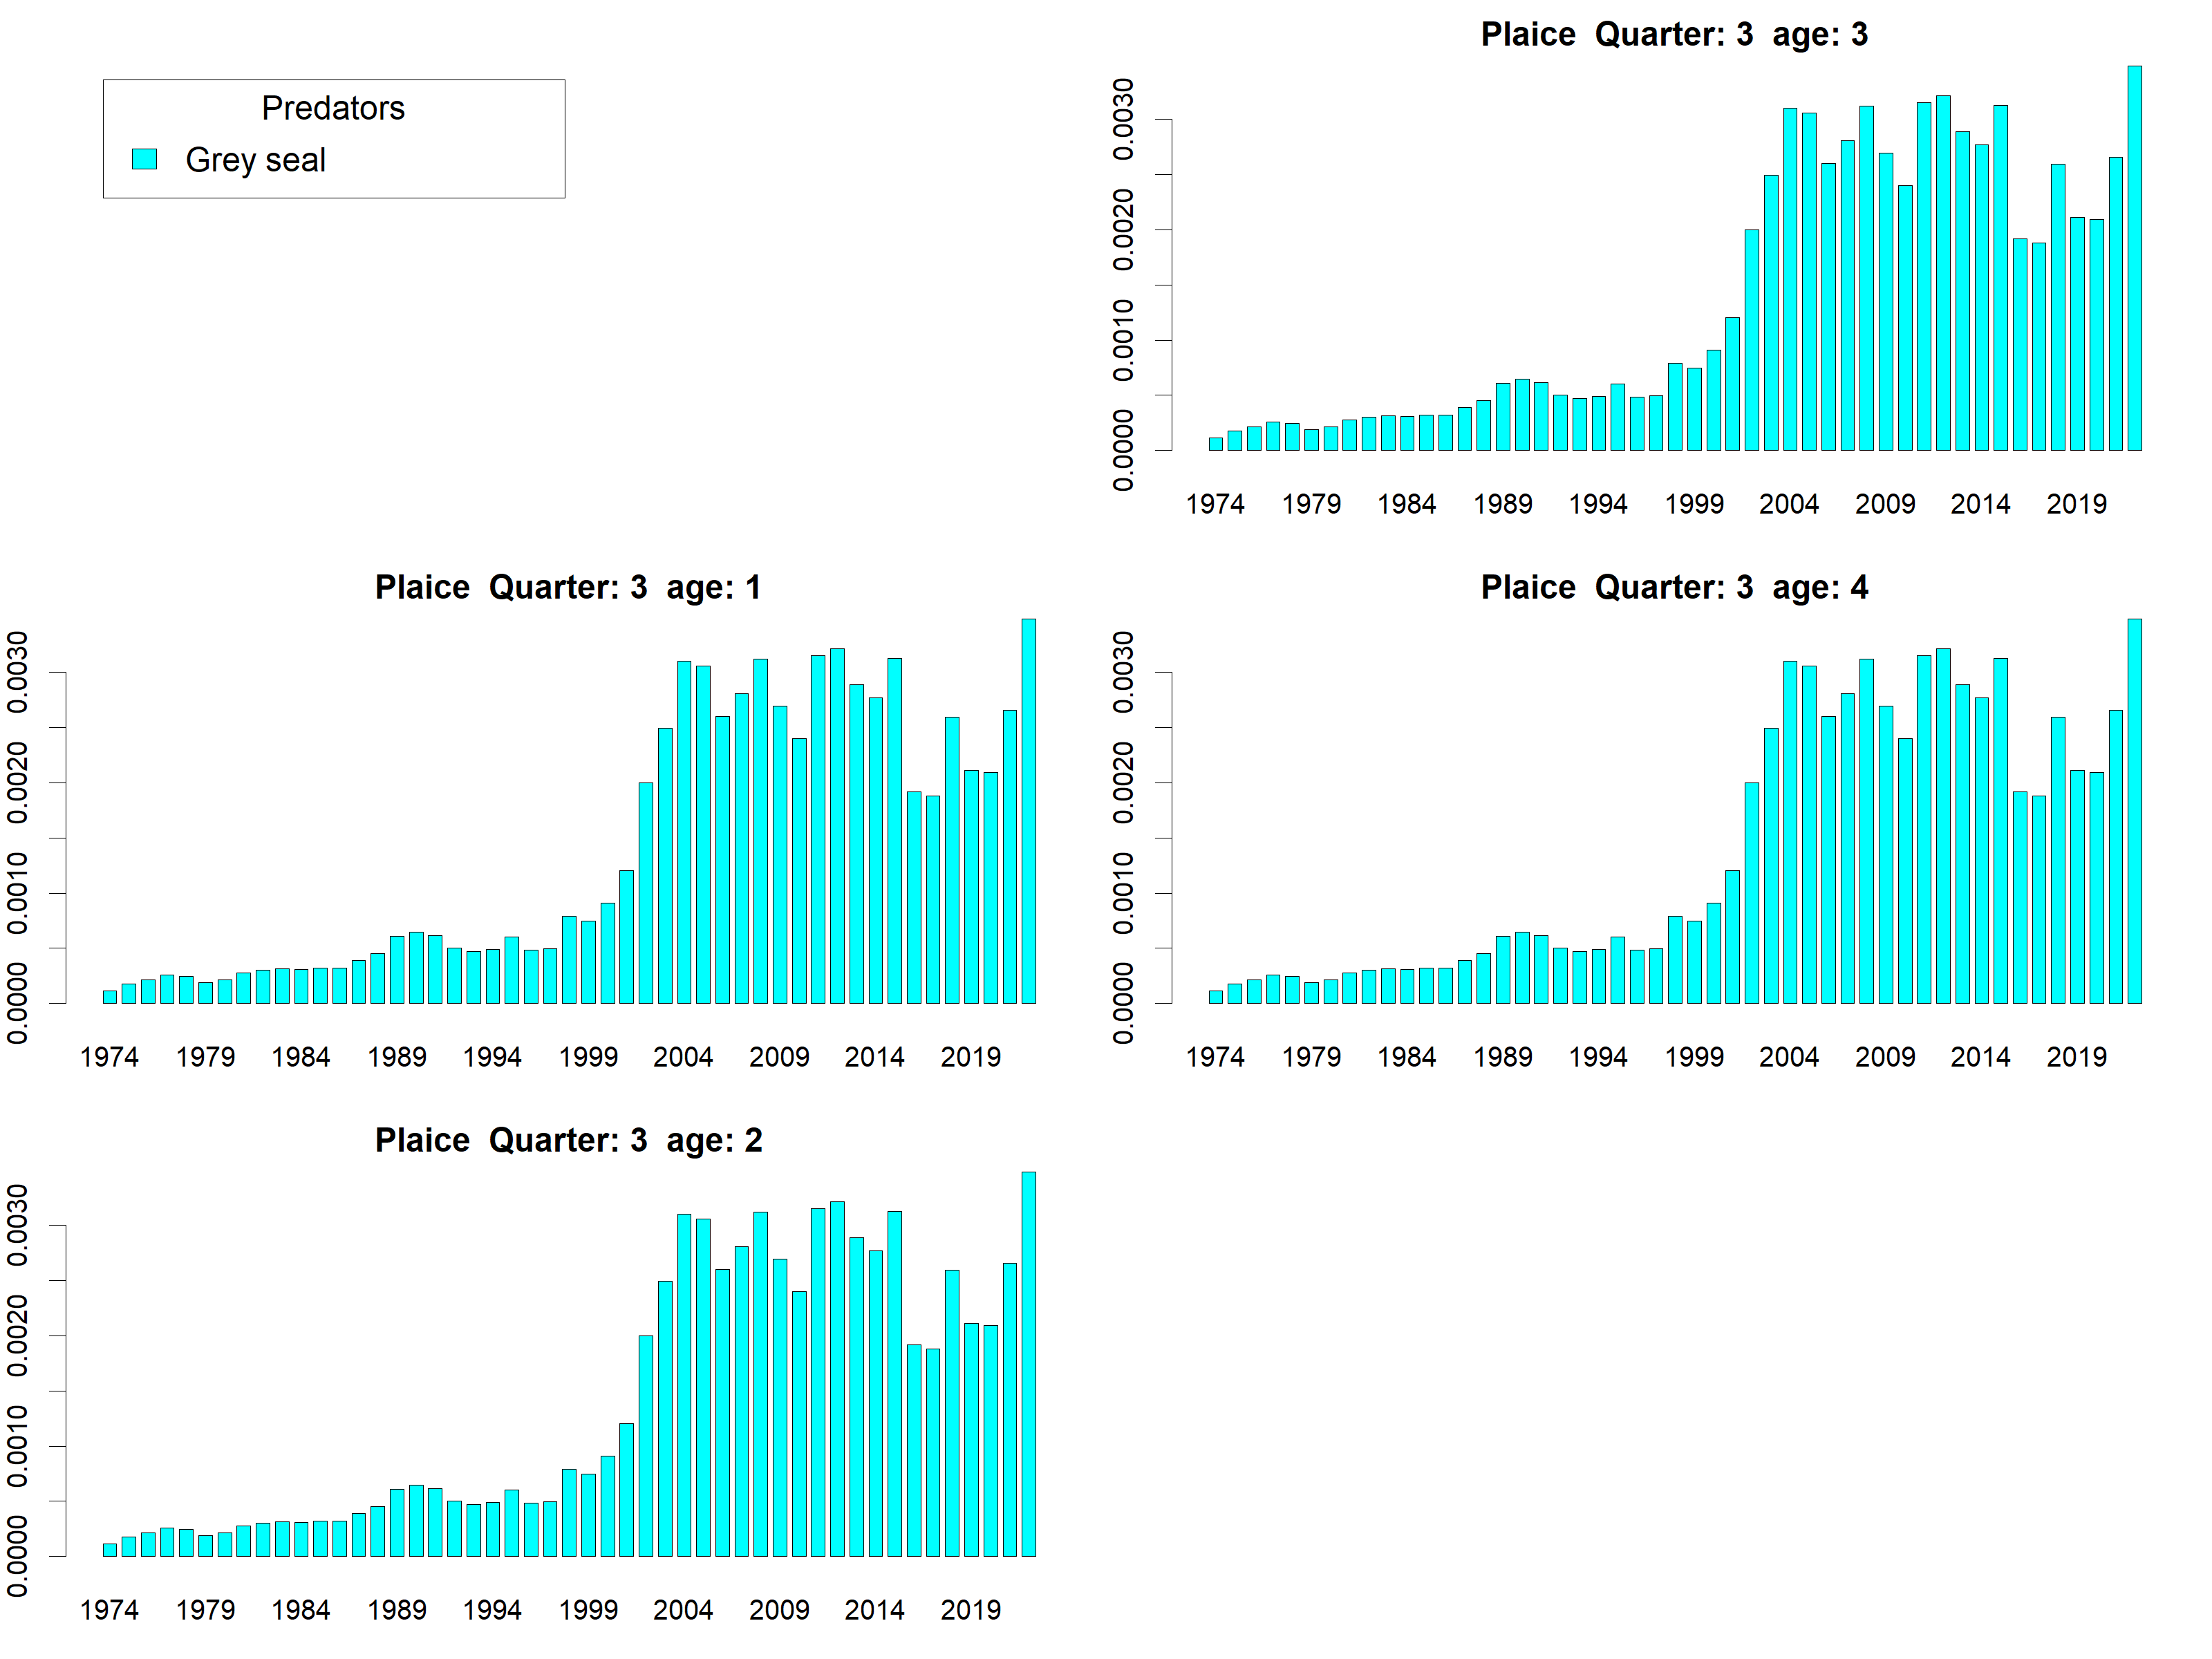 Predators
Grey seal
Plaice  Quarter: 3  age: 3
0.0000 0.0010 0.0020 0.0030
1974 1979 1984 1989 1994 1999 2004 2009 2014 2019
Plaice  Quarter: 3  age: 1
0.0000 0.0010 0.0020 0.0030
1974 1979 1984 1989 1994 1999 2004 2009 2014 2019
Plaice  Quarter: 3  age: 4
0.0000 0.0010 0.0020 0.0030
1974 1979 1984 1989 1994 1999 2004 2009 2014 2019
Plaice  Quarter: 3  age: 2
0.0000 0.0010 0.0020 0.0030
1974 1979 1984 1989 1994 1999 2004 2009 2014 2019